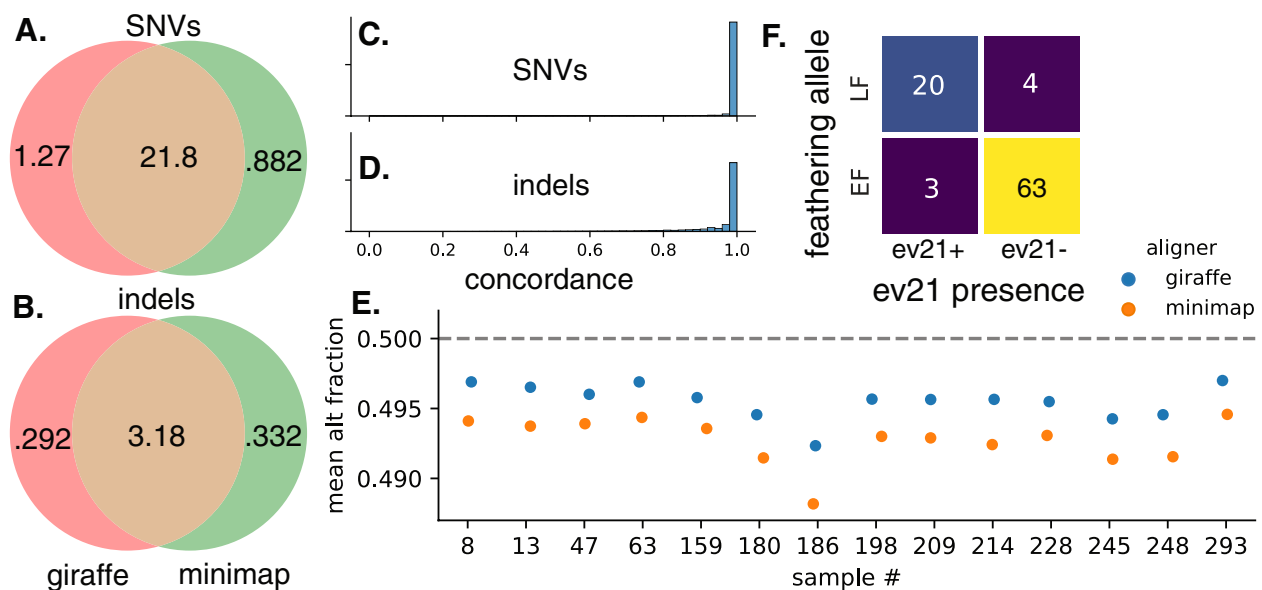 A.
SNVs
1.27
21.8
.882
B.
indels
.292
3.18
.332
giraffe
minimap
C.
SNVs
D.
indels
0.0
0.2
0.4
0.6
0.8
1.0
concordance
F.
feathering allele
LF
EF
20
4
3
63
ev21+
ev21-
ev21 presence
aligner
giraffe
minimap
E.
mean alt fraction
0.500
0.495
0.490
8
13
47
63
159
180
186
198
209
214
228
245
248
293
sample #